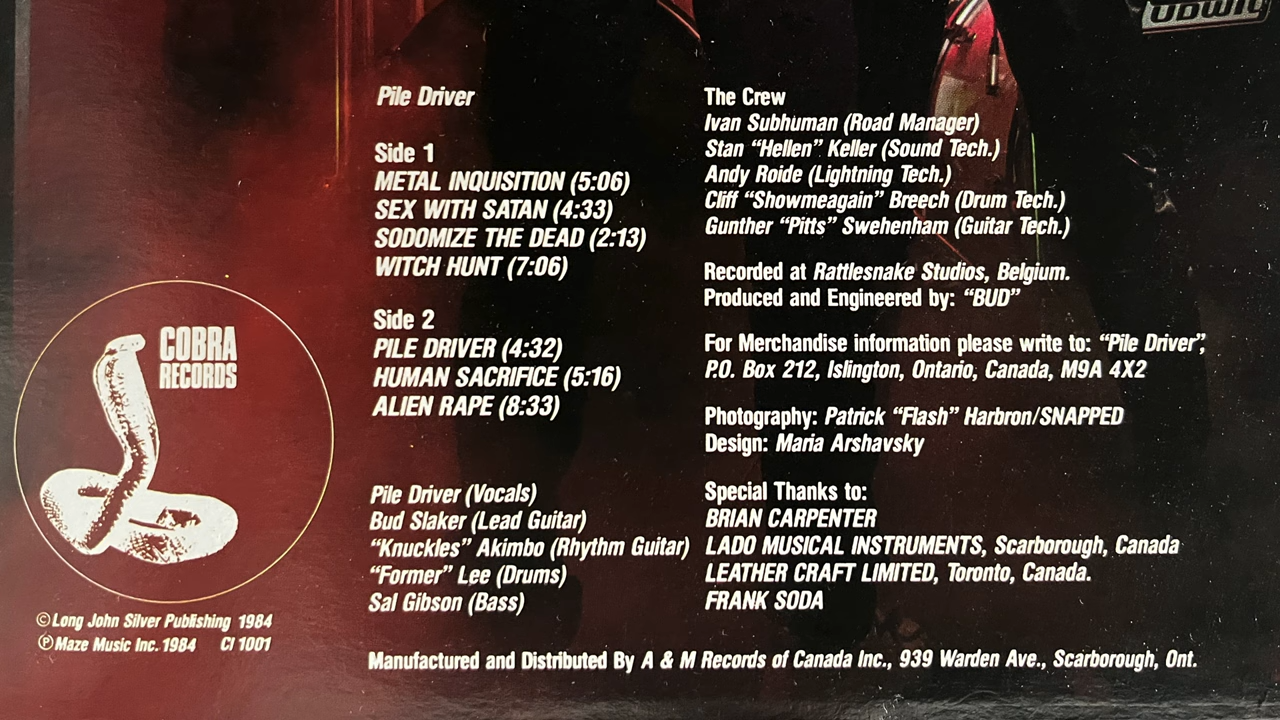 Pile Driver
Side 1
METAL INQUISITION (5:06)
SEX WITH SATAN (4:33)
SODOMIZE THE DEAD (2:13)
WITCH HUNT (7:06)
Side 2
PILE DRIVER (4:32)
HUMAN SACRIFICE (5:16)
ALIEN RAPE (8:33)
Pile Driver (Vocals)
Bud Slaker (Lead Guitar)
“Knuckles” Akimbo (Rhythm Guitar)
“Former” Lee (Drums)
Sal Gibson (Bass)
The Crew
Ivan Subhuman (Road Manager)
Stan “Hellen” Keller (Sound Tech.)
Andy Roide (Lightning Tech.)
Cliff “Showmeagain” Breech (Drum Tech.)
Gunther “Pitts” Swehenham (Guitar Tech.)
Recorded at Rattlesnake Studios, Belgium.
Produced and Engineered by: “BUD”
For Merchandise information please write to: “Pile Driver”,
P.O. Box 212, Islington, Ontario, Canada, M9A 4X2
Photography: Patrick “Flash” Harbron/SNAPPED
Design: Maria Arshavsky
Special Thanks to:
BRIAN CARPENTER
LADO MUSICAL INSTRUMENTS, Scarborough, Canada
LEATHER CRAFT LIMITED, Toronto, Canada.
FRANK SODA
COBRA
RECORDS
© Long John Silver Publishing 1984
℗ Maze Music Inc. 1984 CI 1001
Manufactured and Distributed By A & M Records of Canada Inc., 939 Warden Ave., Scarborough, Ont.